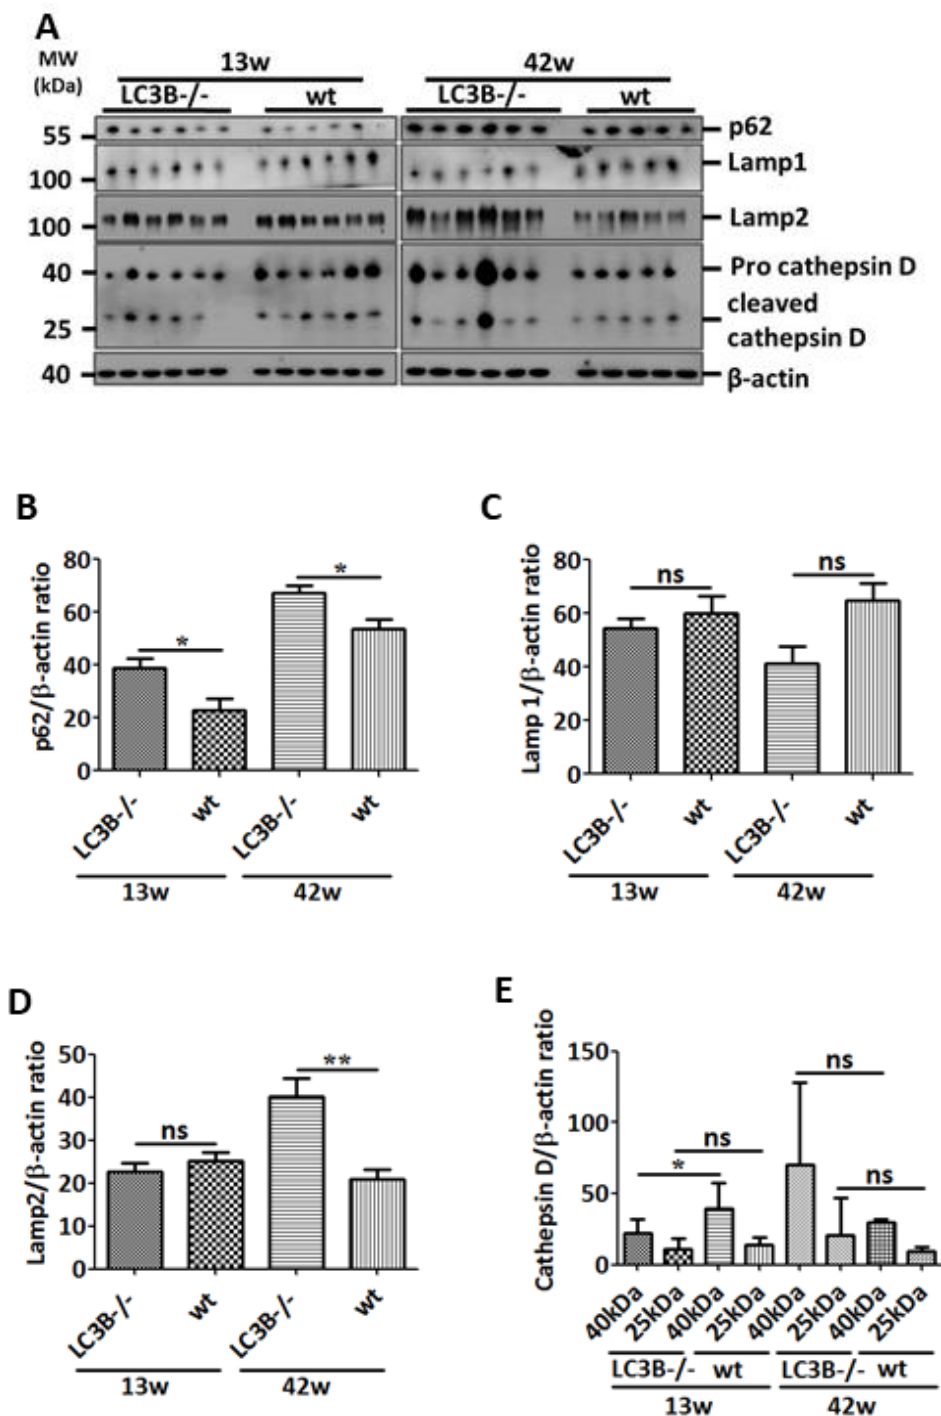 A
MW
(kDa)
13w
42w
LC3B-/-
wt
LC3B-/-
wt
55
p62
100
Lamp1
100
Lamp2
40
Pro cathepsin D
25
cleaved
cathepsin D
40
β-actin
B
p62/β-actin ratio
80
60
40
20
0
*
*
LC3B-/-
wt
LC3B-/-
wt
13w
42w
C
Lamp 1/β-actin ratio
80
60
40
20
0
ns
ns
LC3B-/-
wt
LC3B-/-
wt
13w
42w
D
Lamp2/β-actin ratio
50
40
30
20
10
0
ns
**
LC3B-/-
wt
LC3B-/-
wt
13w
42w
E
Cathepsin D/β-actin ratio
150
100
50
0
*
ns
ns
ns
40kDa
25kDa
40kDa
25kDa
40kDa
25kDa
40kDa
25kDa
LC3B-/-
wt
LC3B-/-
wt
13w
42w